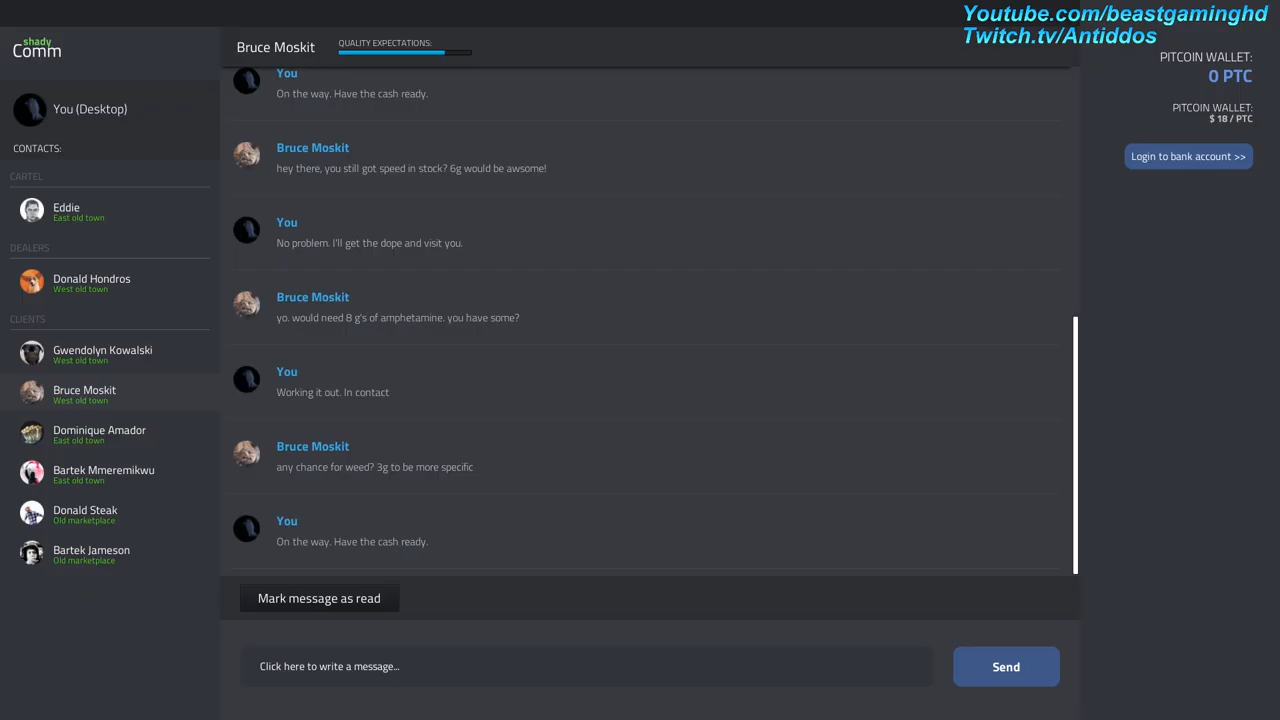 Youtube.com/beastgaminghd
Twitch.tv/Antiddos
shady
Comm
You (Desktop)
CONTACTS:
CARTEL
Eddie
East old town
DEALERS
Donald Hondros
West old town
CLIENTS
Gwendolyn Kowalski
West old town
Bruce Moskit
West old town
Dominique Amador
East old town
Bartek Mmeremikwu
East old town
Donald Steak
Old marketplace
Bartek Jameson
Old marketplace
Bruce Moskit
QUALITY EXPECTATIONS:
You
On the way. Have the cash ready.
Bruce Moskit
hey there, you still got speed in stock? 6g would be awsome!
You
No problem. I'll get the dope and visit you.
Bruce Moskit
yo. would need 8 g's of amphetamine. you have some?
You
Working it out. In contact
Bruce Moskit
any chance for weed? 3g to be more specific
You
On the way. Have the cash ready.
Mark message as read
Click here to write a message...
Send
PITCOIN WALLET:
0 PTC
PITCOIN WALLET:
$ 18 / PTC
Login to bank account >>